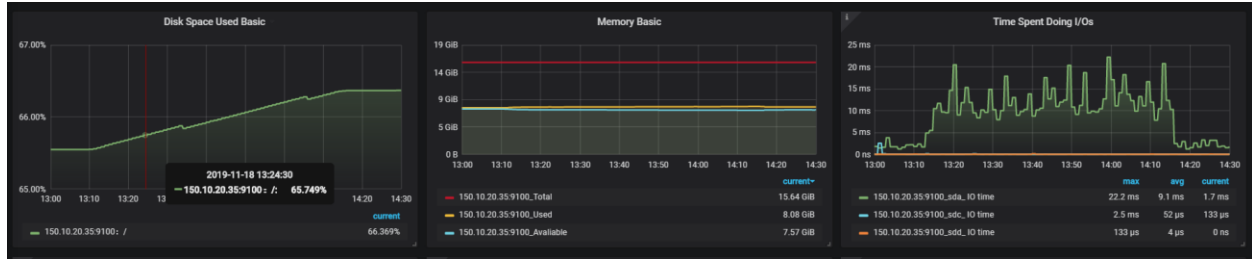 Disk Space Used Basic
67.00%
66.00%
65.00%
13:00 13:10 13:20 13 14:20 14:30
2019-11-18 13:24:30
150.10.20.35:9100：/: 65.749%
current
150.10.20.35:9100：/ 66.369%
Memory Basic
19 GiB
14 GiB
9 GiB
5 GiB
0 B
13:00 13:10 13:20 13:30 13:40 13:50 14:00 14:10 14:20 14:30
current
150.10.20.35:9100_Total 15.64 GiB
150.10.20.35:9100_Used 8.08 GiB
150.10.20.35:9100_Avaliable 7.57 GiB
i
Time Spent Doing I/Os
25 ms
20 ms
15 ms
10 ms
5 ms
0 ns
13:00 13:10 13:20 13:30 13:40 13:50 14:00 14:10 14:20 14:30
max avg current
150.10.20.35:9100_sda_ IO time 22.2 ms 9.1 ms 1.7 ms
150.10.20.35:9100_sdc_ IO time 2.5 ms 52 µs 133 µs
150.10.20.35:9100_sdd_ IO time 133 µs 4 µs 0 ns